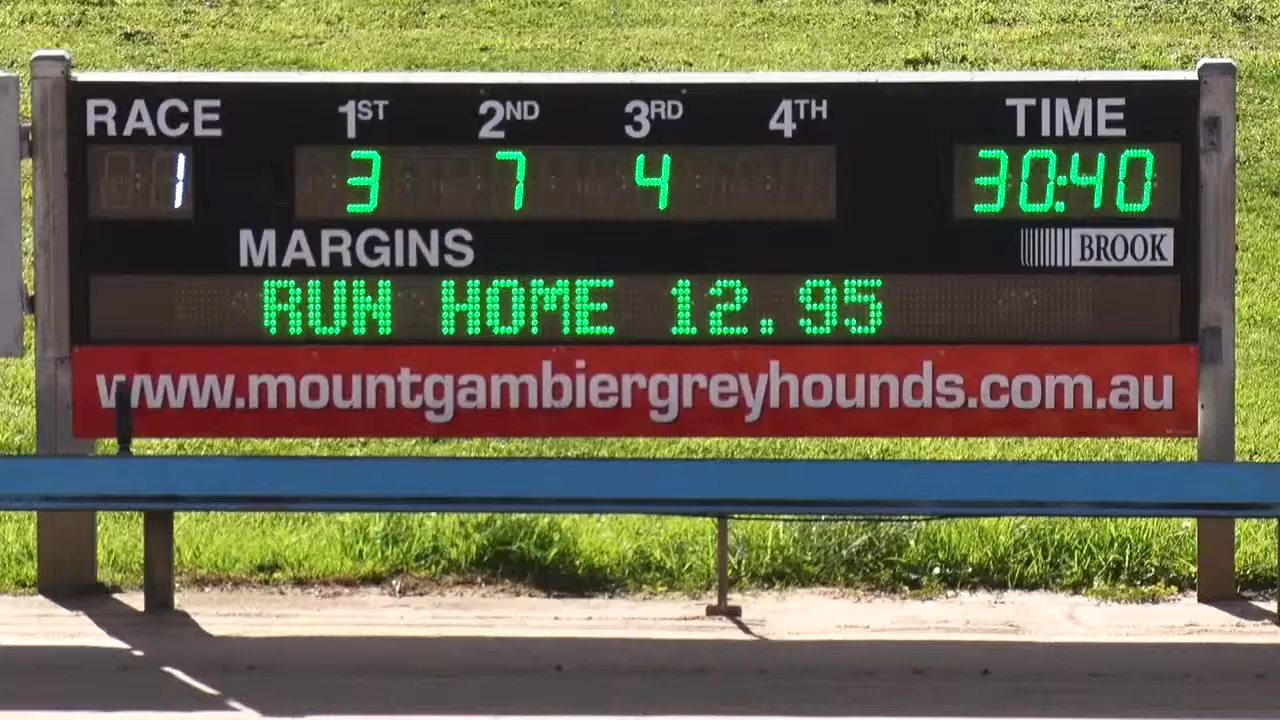 RACE 1ST 2ND 3RD 4TH TIME
1 3 7 4 30:40
MARGINS BROOK
RUN HOME 12.95
www.mountgambiergreyhounds.com.au